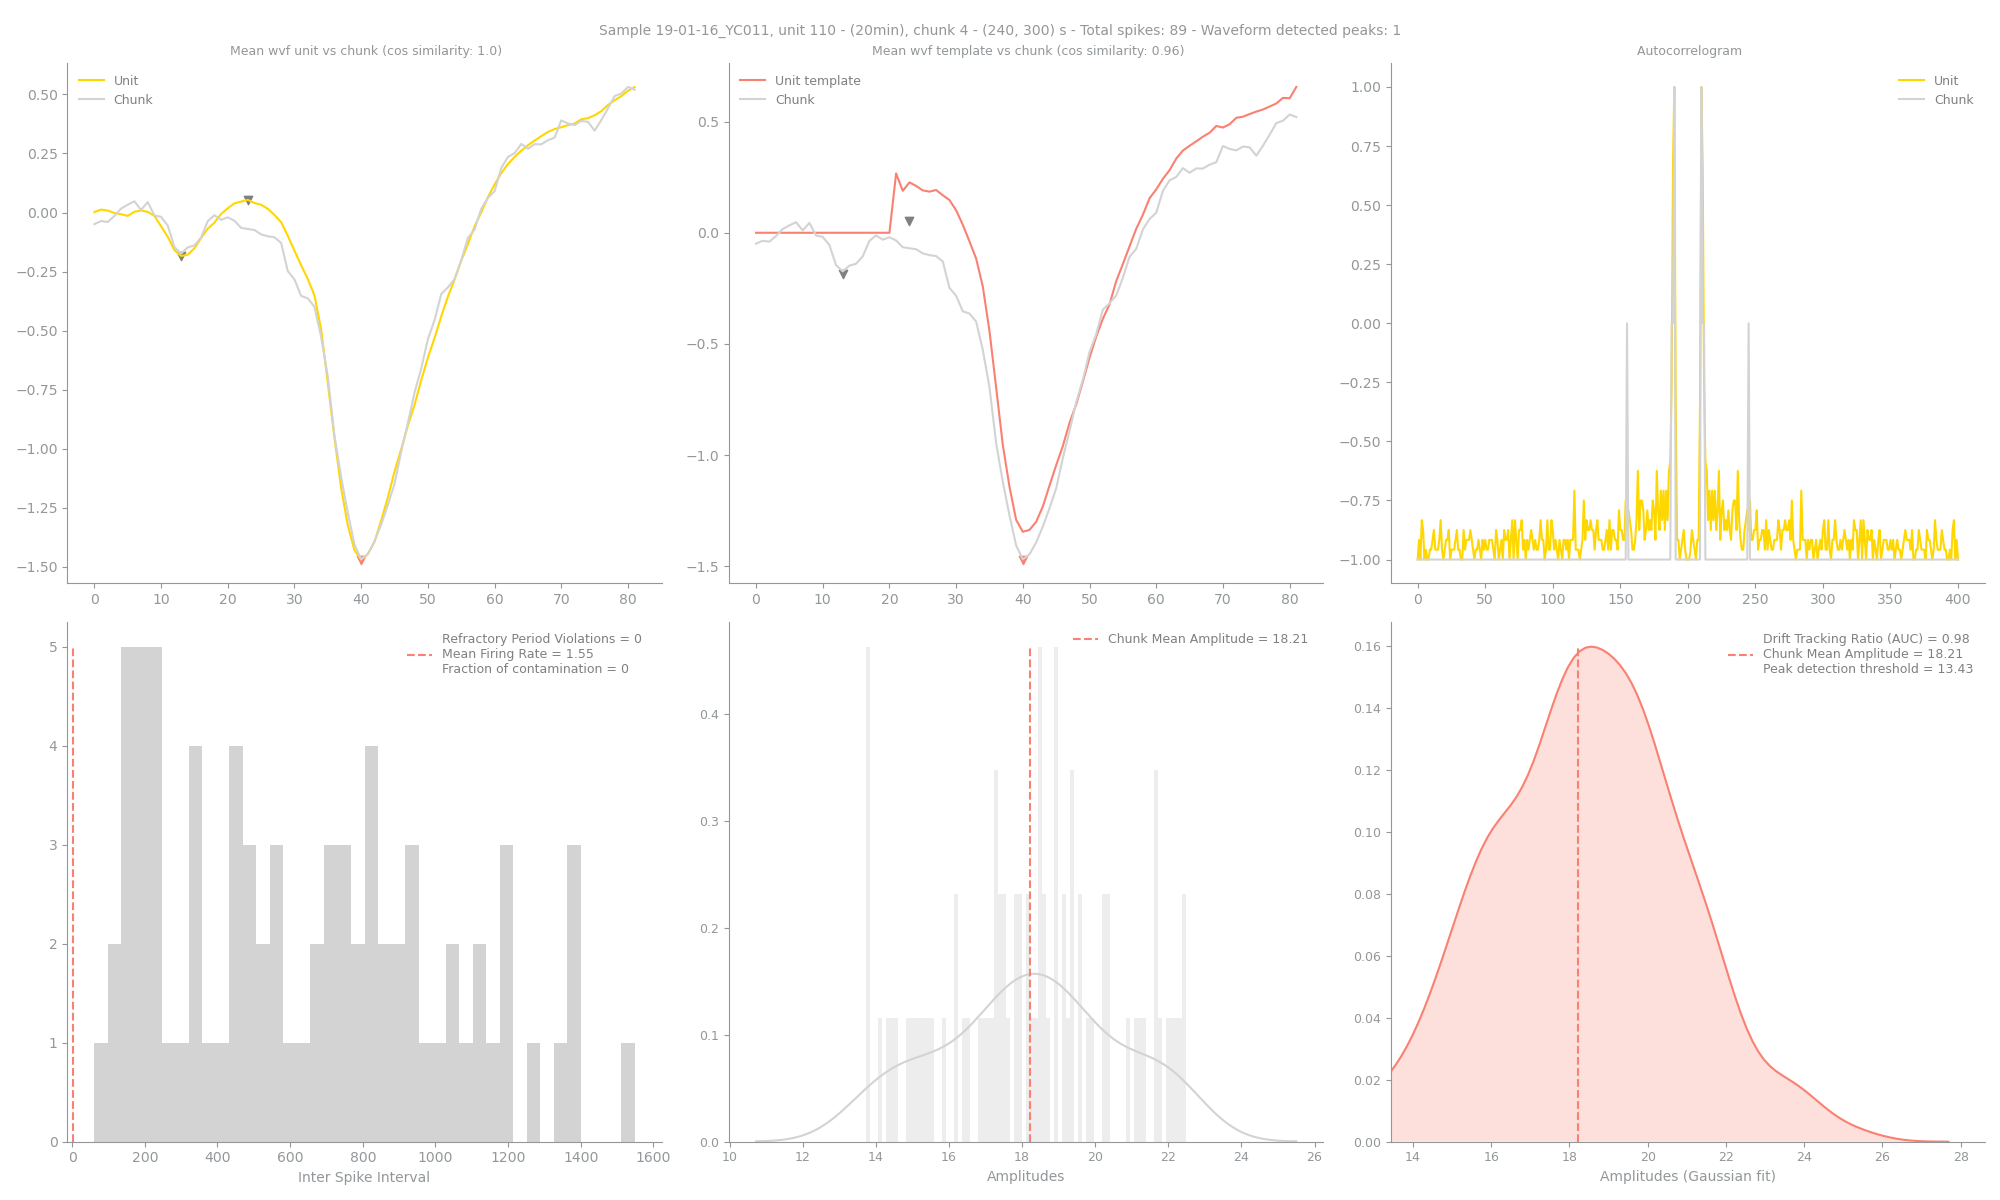 Sample 19-01-16_YC011, unit 110 - (20min), chunk 4 - (240, 300) s - Total spikes: 89 - Waveform detected peaks: 1
Mean wvf unit vs chunk (cos similarity: 1.0)
Unit
Chunk
0.50
0.25
0.00
−0.25
−0.50
−0.75
−1.00
−1.25
−1.50
0 10 20 30 40 50 60 70 80
Mean wvf template vs chunk (cos similarity: 0.96)
Unit template
Chunk
0.5
0.0
−0.5
−1.0
−1.5
0 10 20 30 40 50 60 70 80
Autocorrelogram
Unit
Chunk
1.00
0.75
0.50
0.25
0.00
−0.25
−0.50
−0.75
−1.00
0 50 100 150 200 250 300 350 400
Refractory Period Violations = 0
Mean Firing Rate = 1.55
Fraction of contamination = 0
5
4
3
2
1
0
0 200 400 600 800 1000 1200 1400 1600
Inter Spike Interval
Chunk Mean Amplitude = 18.21
0.4
0.3
0.2
0.1
0.0
10 12 14 16 18 20 22 24 26
Amplitudes
Drift Tracking Ratio (AUC) = 0.98
Chunk Mean Amplitude = 18.21
Peak detection threshold = 13.43
0.16
0.14
0.12
0.10
0.08
0.06
0.04
0.02
0.00
14 16 18 20 22 24 26 28
Amplitudes (Gaussian fit)